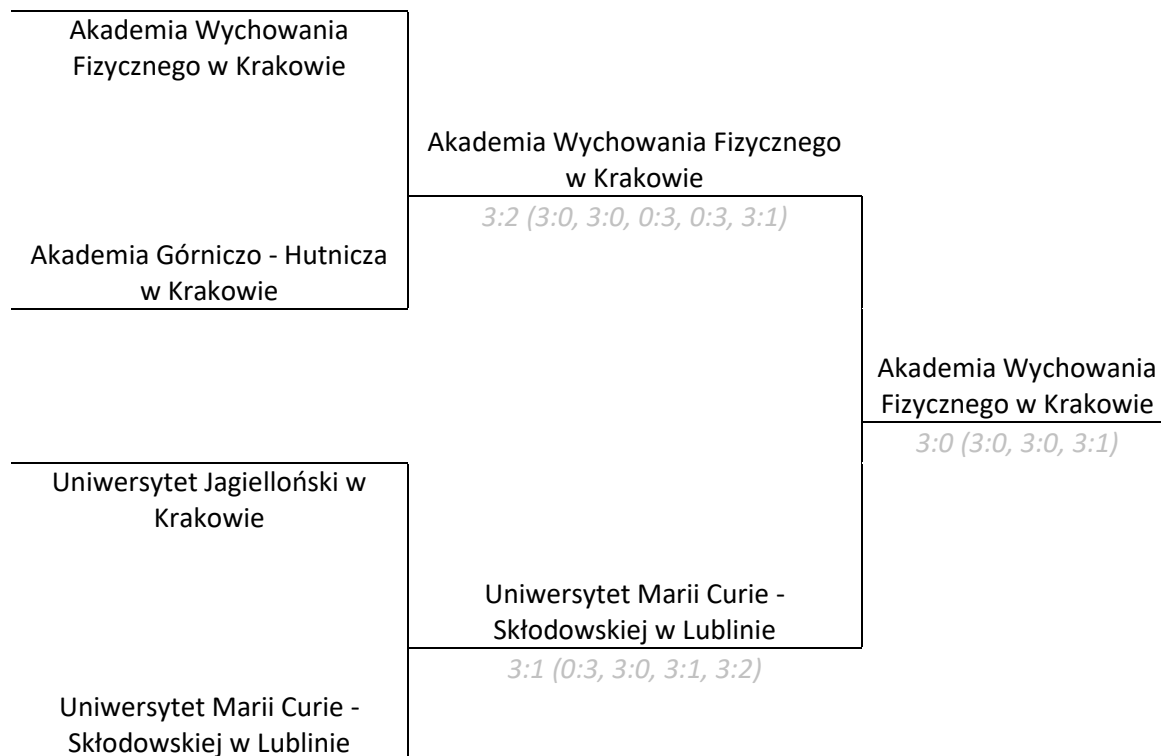 Akademia Wychowania
Fizycznego w Krakowie
Akademia Wychowania Fizycznego
w Krakowie
3:2 (3:0, 3:0, 0:3, 0:3, 3:1)
Akademia Górniczo - Hutnicza
w Krakowie
Akademia Wychowania
Fizycznego w Krakowie
3:0 (3:0, 3:0, 3:1)
Uniwersytet Jagielloński w
Krakowie
Uniwersytet Marii Curie -
Skłodowskiej w Lublinie
3:1 (0:3, 3:0, 3:1, 3:2)
Uniwersytet Marii Curie -
Skłodowskiej w Lublinie